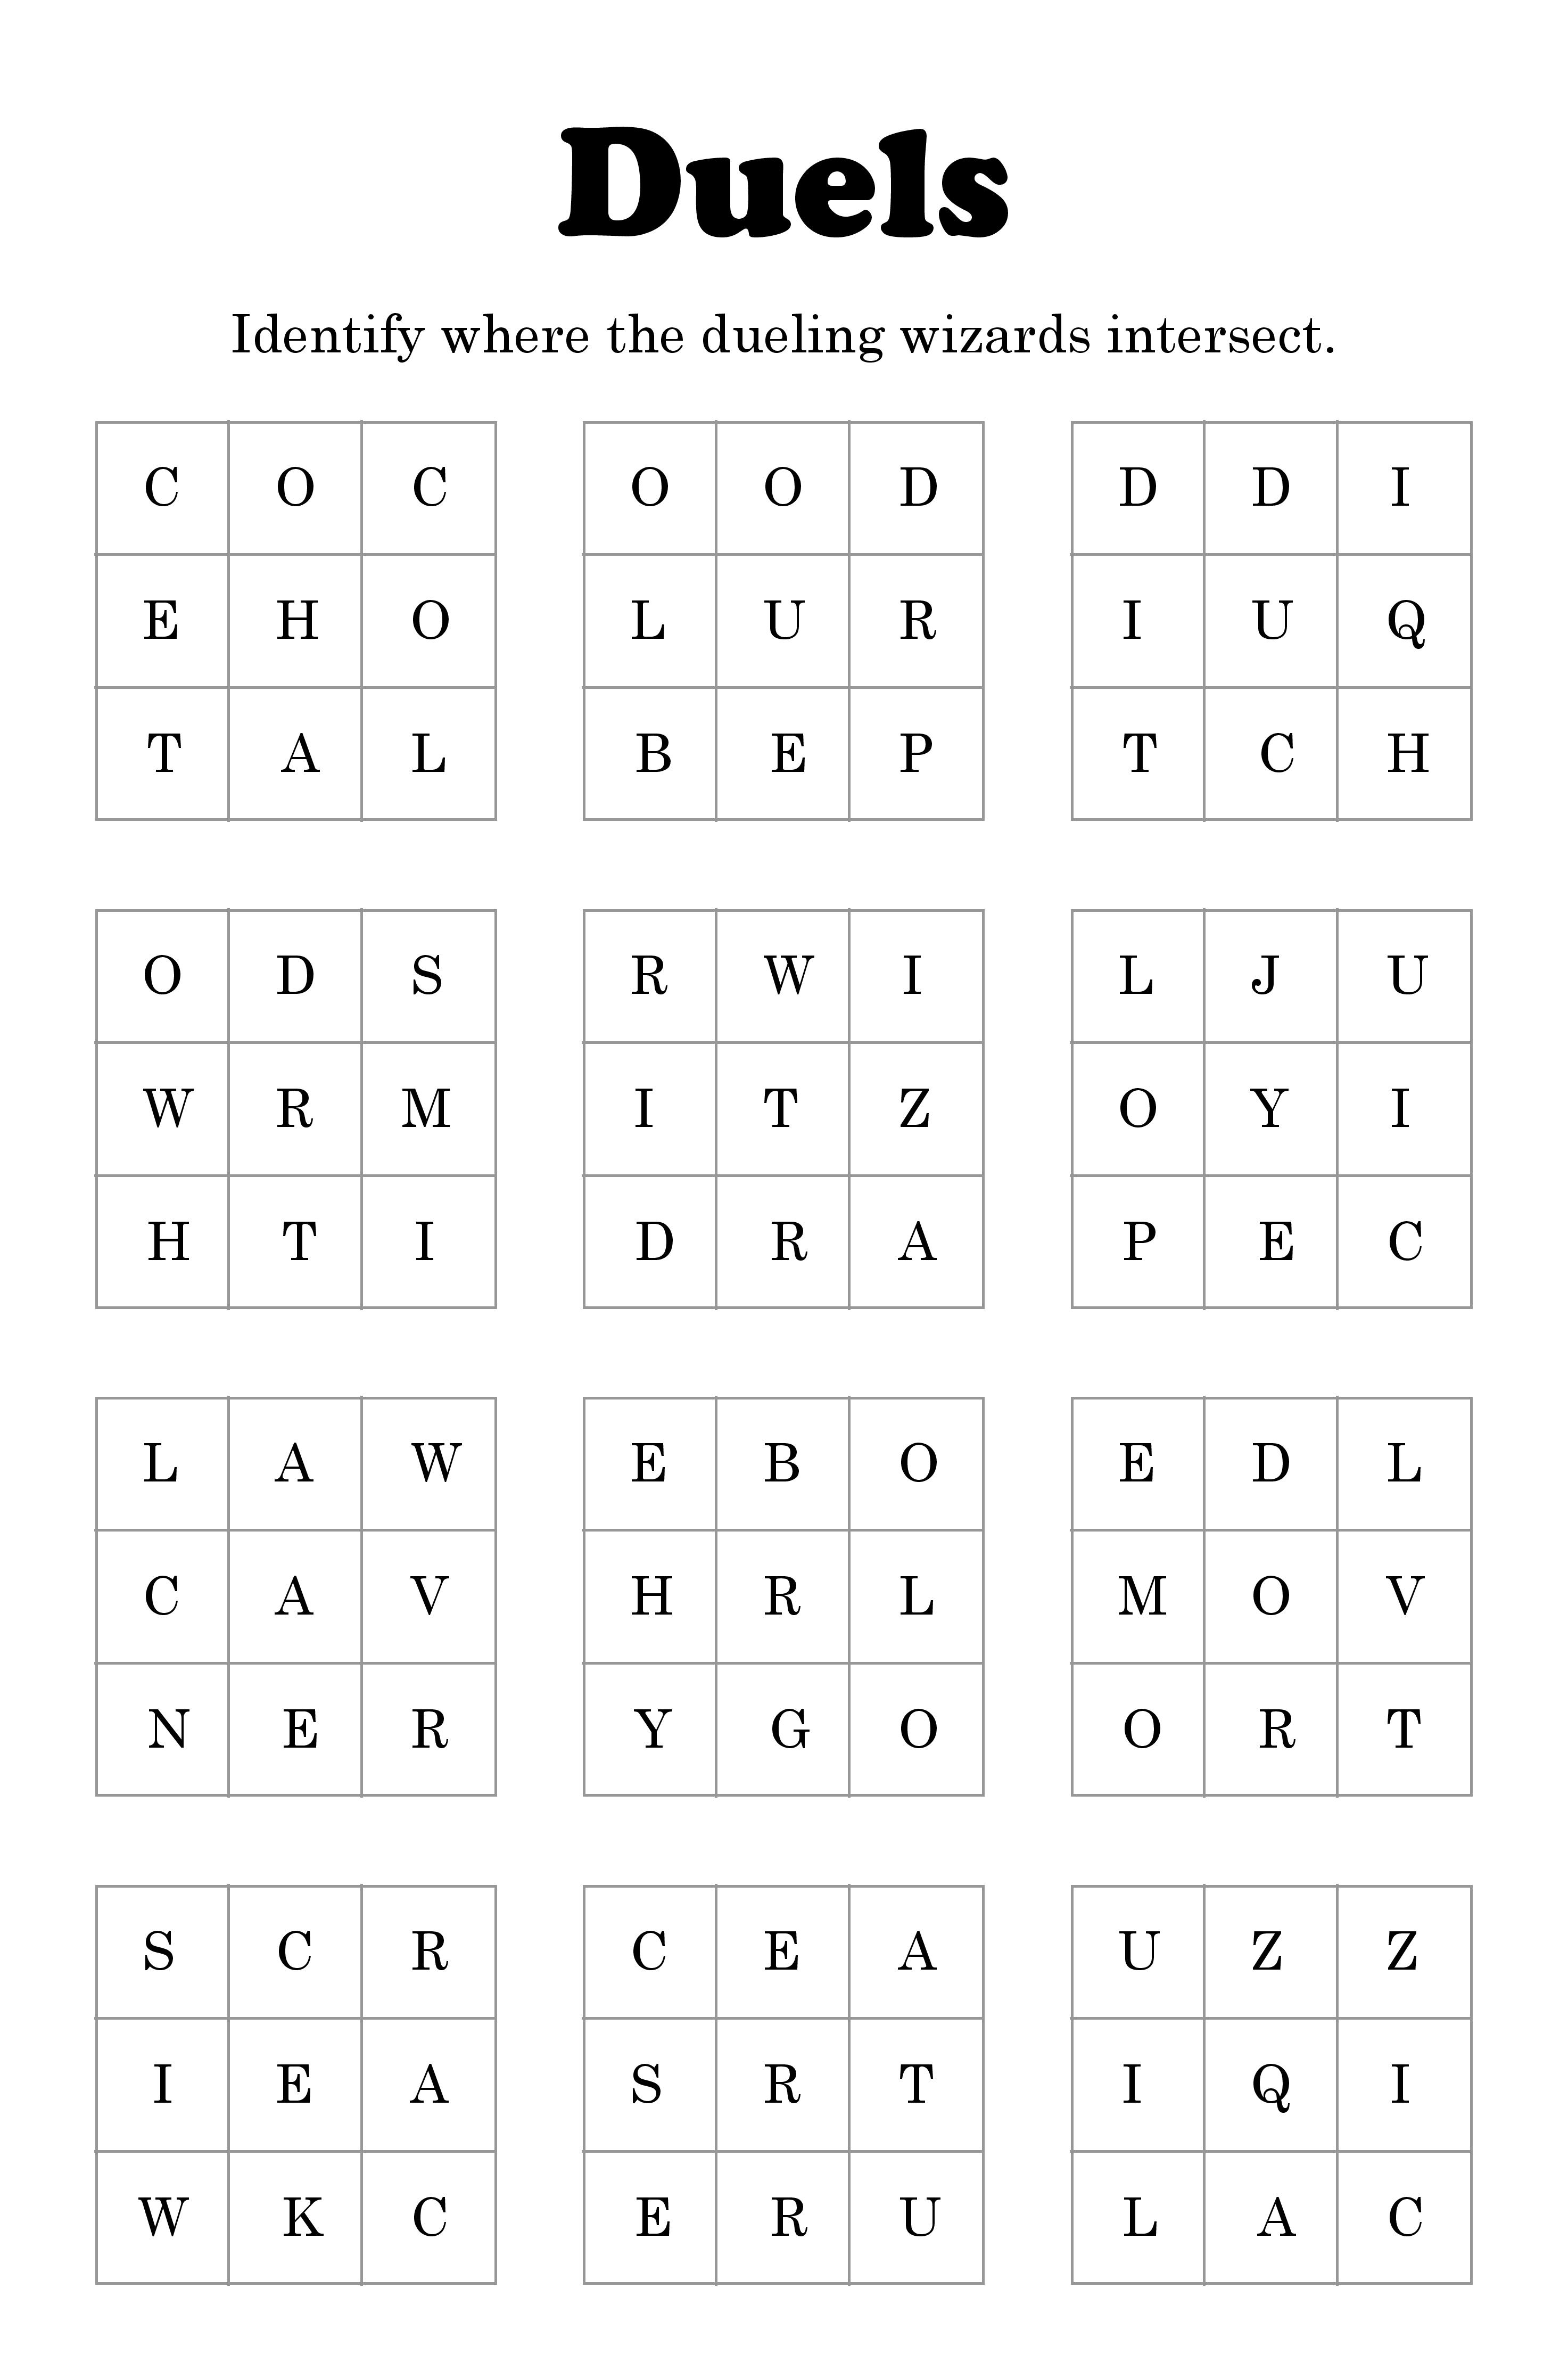 Duels
Identify where the dueling wizards intersect.
C O C O O D D D I
E H O L U R I U Q
T A L B E P T C H
O D S R W I L J U
W R M I T Z O Y I
H T I D R A P E C
L A W E B O E D L
C A V H R L M O V
N E R Y G O O R T
S C R C E A U Z Z
I E A S R T I Q I
W K C E R U L A C